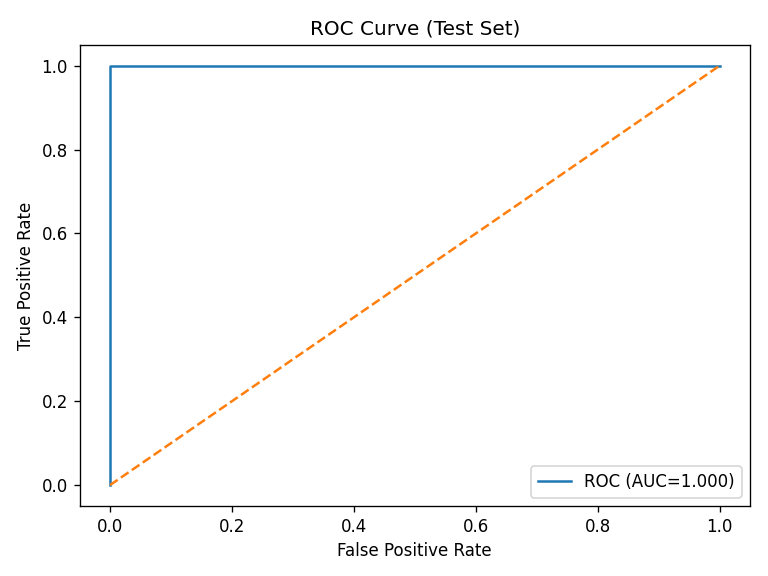 ROC Curve (Test Set)
1.0
0.8
0.6
0.4
0.2
0.0
True Positive Rate
ROC (AUC=1.000)
0.0 0.2 0.4 0.6 0.8 1.0
False Positive Rate